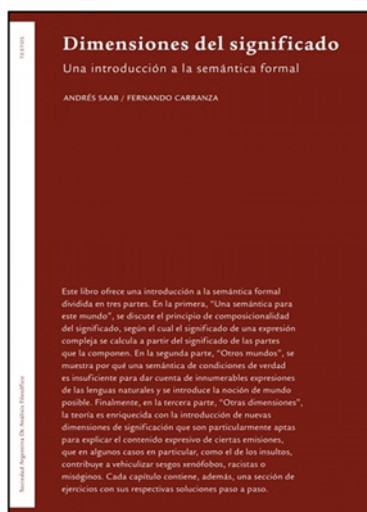 TEXTOS
Dimensiones del significado
Una introducción a la semántica formal
ANDRÉS SAAB / FERNANDO CARRANZA
Este libro ofrece una introducción a la semántica formal
dividida en tres partes. En la primera, "Una semántica para
este mundo", se discute el principio de composicionalidad
del significado, según el cual el significado de una expresión
compleja se calcula a partir del significado de las partes
que la componen. En la segunda parte, "Otros mundos", se
muestra por qué una semántica de condiciones de verdad
es insuficiente para dar cuenta de innumerables expresiones
de las lenguas naturales y se introduce la noción de mundo
posible. Finalmente, en la tercera parte, "Otras dimensiones",
la teoría es enriquecida con la introducción de nuevas
dimensiones de significación que son particularmente aptas
para explicar el contenido expresivo de ciertas emisiones,
que en algunos casos en particular, como el de los insultos,
contribuye a vehiculizar sesgos xenófobos, racistas o
misóginos. Cada capítulo contiene, además, una sección de
ejercicios con sus respectivas soluciones paso a paso.
Sociedad Argentina De Análisis Filosófico